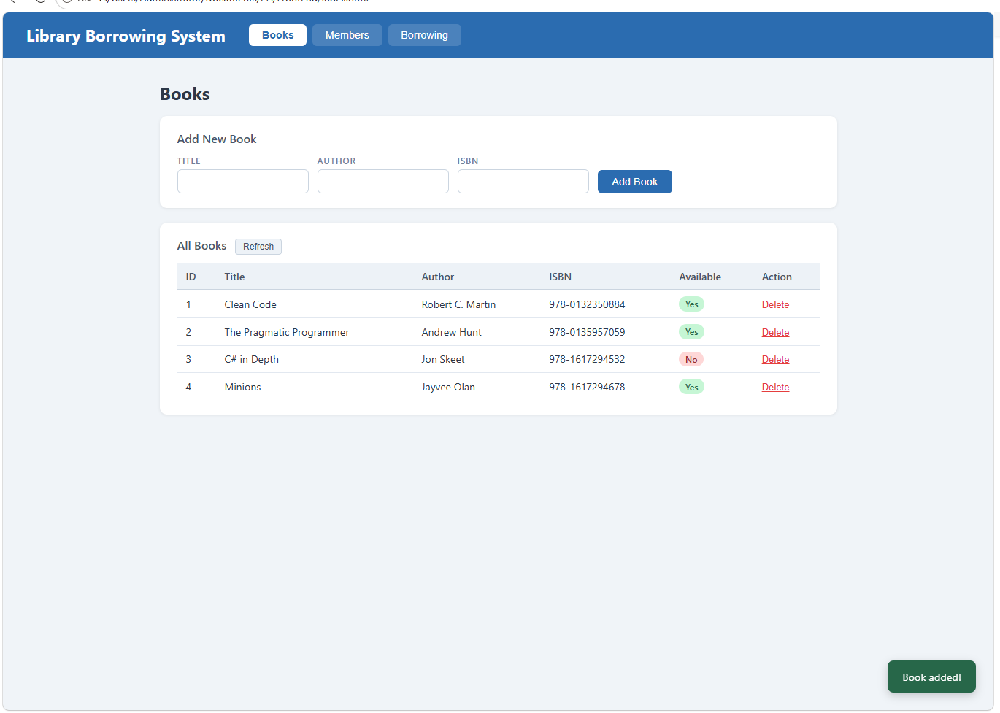 Library Borrowing System Books Members Borrowing
Books
Add New Book
TITLE AUTHOR ISBN
Add Book
All Books Refresh
ID Title Author ISBN Available Action
1 Clean Code Robert C. Martin 978-0132350884 Yes Delete
2 The Pragmatic Programmer Andrew Hunt 978-0135957059 Yes Delete
3 C# in Depth Jon Skeet 978-1617294532 No Delete
4 Minions Jayvee Olan 978-1617294678 Yes Delete
Book added!